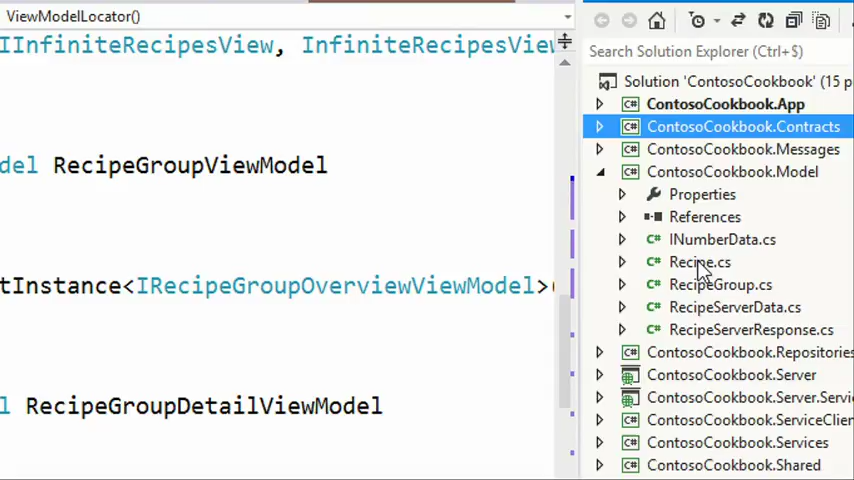 ViewModelLocator()
IInfiniteRecipesView, InfiniteRecipesView
del RecipeGroupViewModel
tInstance<IRecipeGroupOverviewViewModel>(
l RecipeGroupDetailViewModel
Search Solution Explorer (Ctrl+$)
Solution 'ContosoCookbook' (15 p
C# ContosoCookbook.App
C# ContosoCookbook.Contracts
C# ContosoCookbook.Messages
C# ContosoCookbook.Model
Properties
References
C# INumberData.cs
C# Recipe.cs
C# RecipeGroup.cs
C# RecipeServerData.cs
C# RecipeServerResponse.cs
C# ContosoCookbook.Repositories
ContosoCookbook.Server
ContosoCookbook.Server.Servi
C# ContosoCookbook.ServiceClien
C# ContosoCookbook.Services
C# ContosoCookbook.Shared